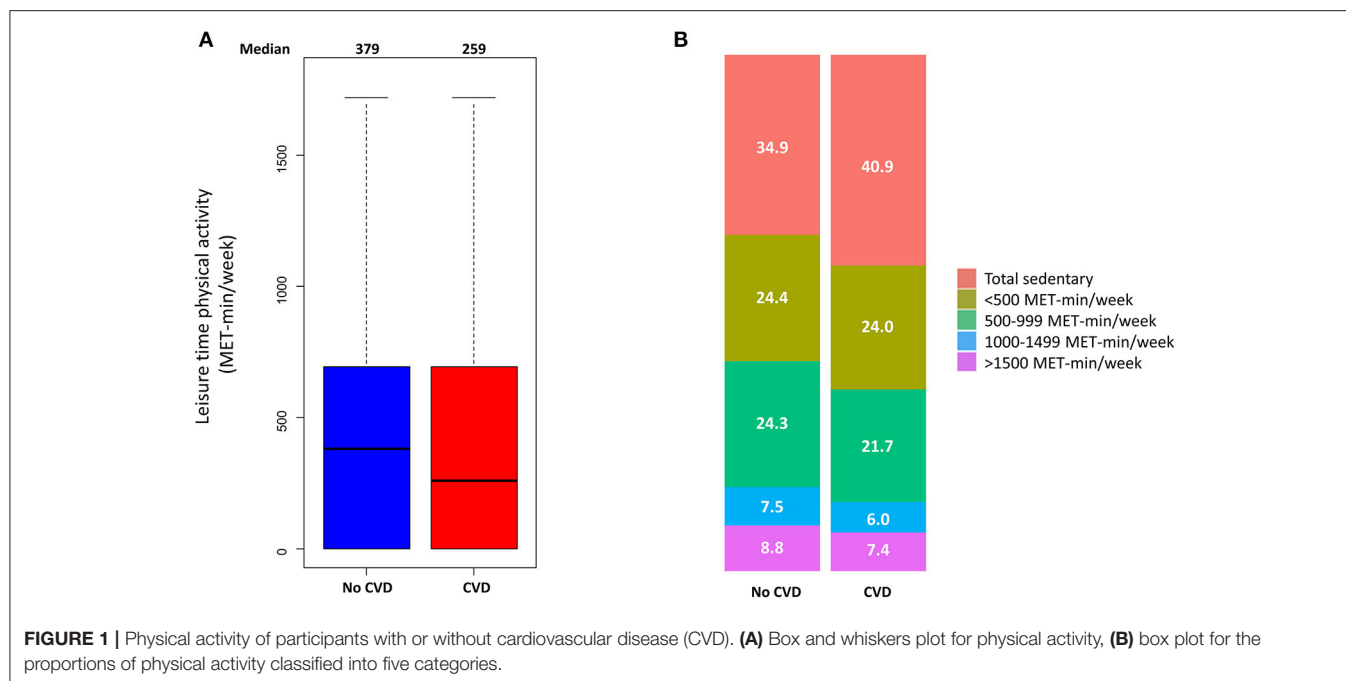 A
Median 379 259
Leisure time physical activity
(MET-min/week)
1500
1000
500
0
No CVD CVD
B
34.9 40.9
24.4 24.0
24.3 21.7
7.5 6.0
8.8 7.4
No CVD CVD
Total sedentary
<500 MET-min/week
500-999 MET-min/week
1000-1499 MET-min/week
>1500 MET-min/week
FIGURE 1 | Physical activity of participants with or without cardiovascular disease (CVD). (A) Box and whiskers plot for physical activity, (B) box plot for the
proportions of physical activity classified into five categories.